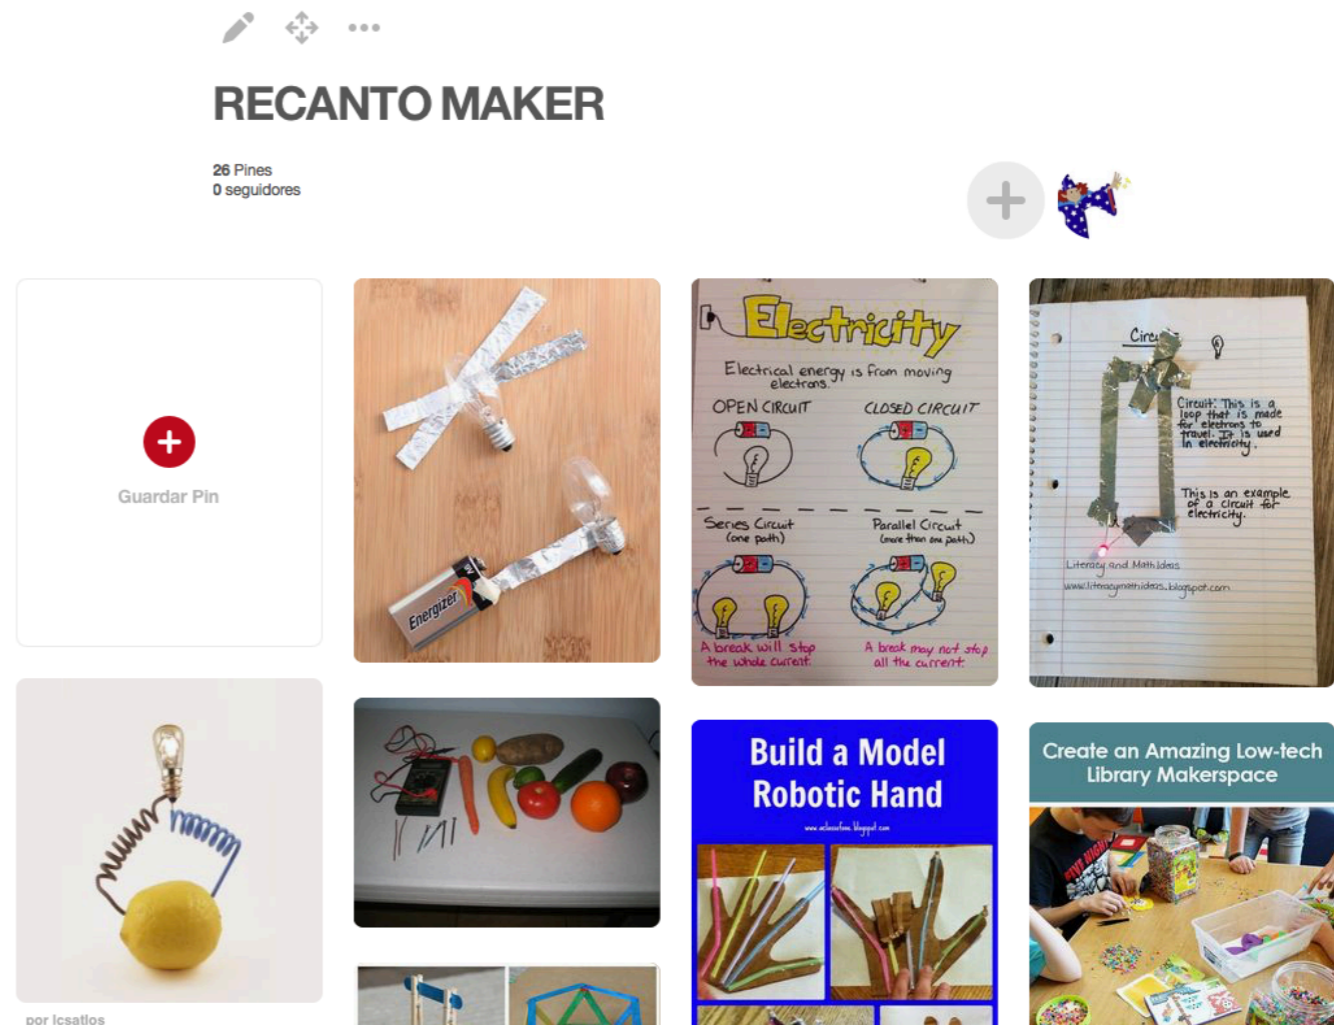 RECANTO MAKER
26 Pines
0 seguidores
Guardar Pin
Energizer
Electricity
Electrical energy is from moving
electrons.
OPEN CIRCUIT
CLOSED CIRCUIT
Series Circuit
(one path)
Parallel Circuit
(more than one path)
A break will stop
the whole current.
A break may not stop
all the current.
Circu
Circuit: This is a
loop that is made
for electrons to
travel. It is used
in electricity.
This is an example
of a circuit for
electricity.
Literacy and Math Ideas
www.literacymathideas.blogspot.com
por lcsatlos
Build a Model
Robotic Hand
Create an Amazing Low-tech
Library Makerspace
FIVE NIGHT